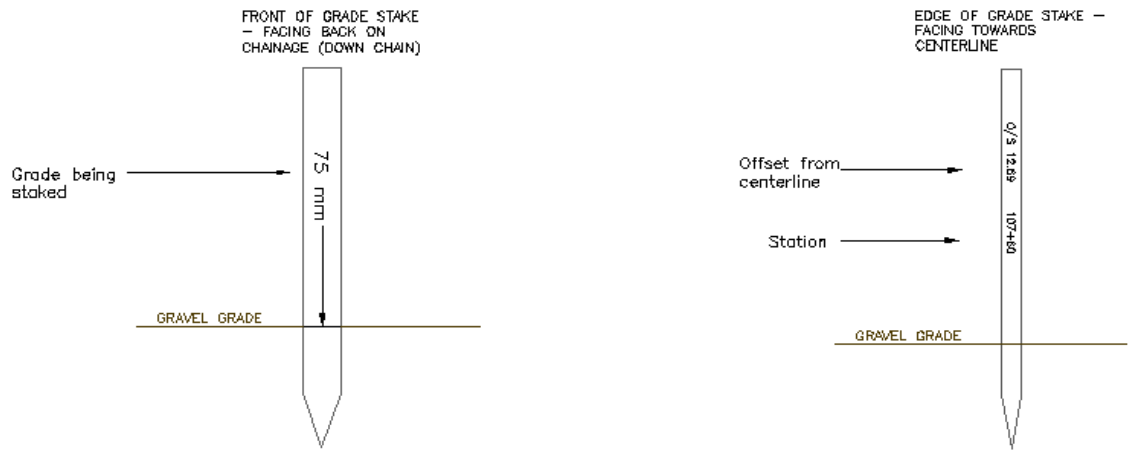 FRONT OF GRADE STAKE
– FACING BACK ON
CHAINAGE (DOWN CHAIN)
Grade being
staked
75 mm
GRAVEL GRADE
EDGE OF GRADE STAKE –
FACING TOWARDS
CENTERLINE
Offset from
centerline
Station
O/S 12.69 107+60
GRAVEL GRADE